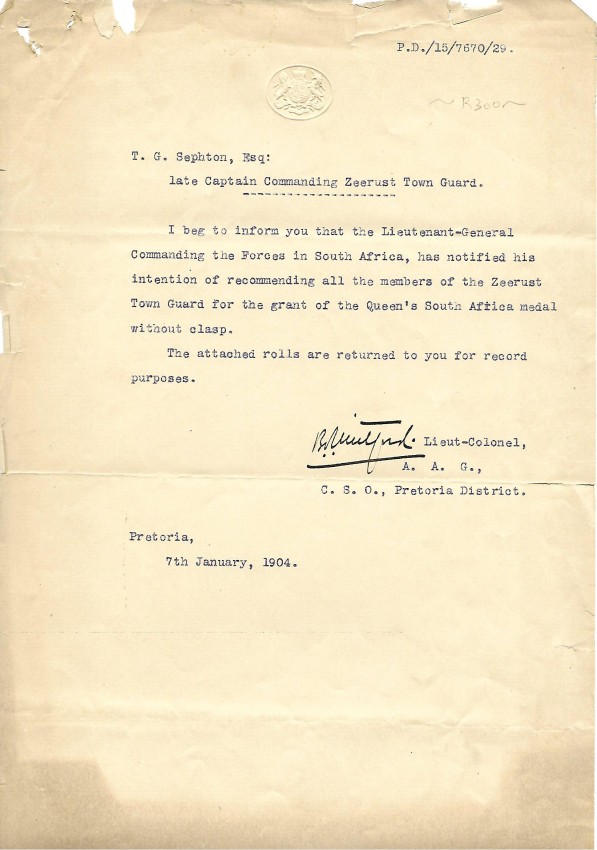 P.D./15/7670/29.
~ R300 ~
T. G. Sephton, Esq:
late Captain Commanding Zeerust Town Guard.
I beg to inform you that the Lieutenant-General
Commanding the Forces in South Africa, has notified his
intention of recommending all the members of the Zeerust
Town Guard for the grant of the Queen's South Africa medal
without clasp.
The attached rolls are returned to you for record
purposes.
Lieut-Colonel,
A. A. G.,
C. S. O., Pretoria District.
Pretoria,
7th January, 1904.